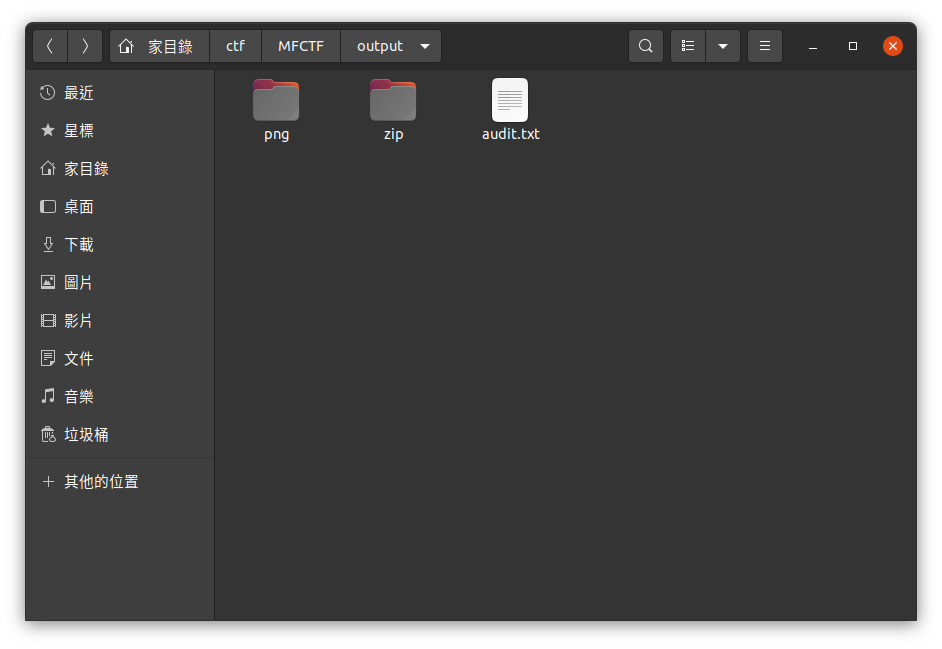 家目錄 ctf MFCTF output
最近
星標
家目錄
桌面
下載
圖片
影片
文件
音樂
垃圾桶
其他的位置
png zip audit.txt